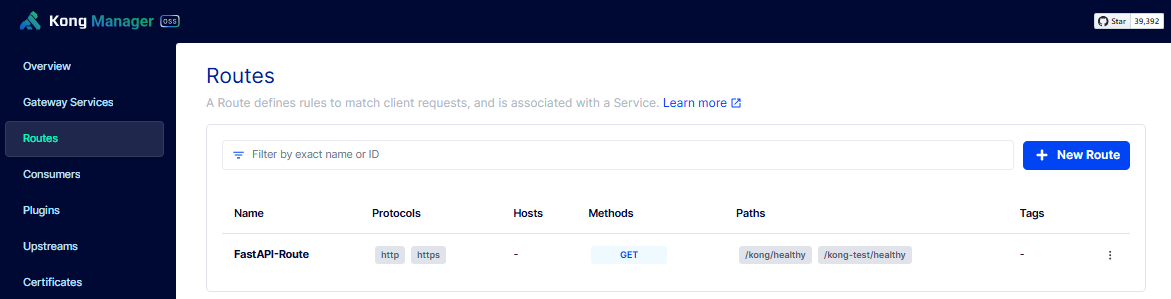 Kong Manager OSS
Star 39,392
Overview
Gateway Services
Routes
Consumers
Plugins
Upstreams
Certificates
Routes
A Route defines rules to match client requests, and is associated with a Service. Learn more
Filter by exact name or ID
New Route
Name Protocols Hosts Methods Paths Tags
FastAPI-Route http https - GET /kong/healthy /kong-test/healthy -